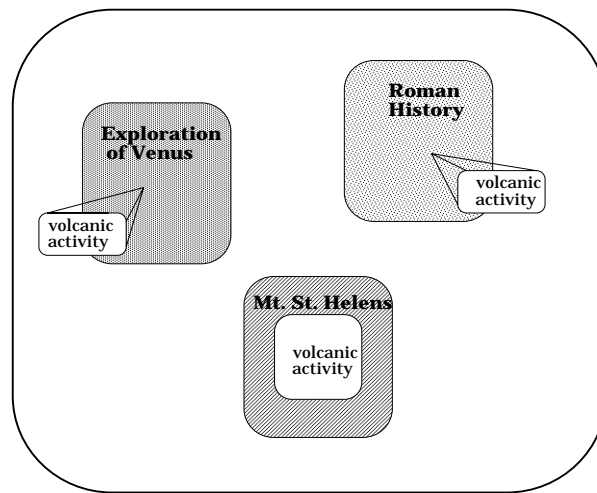 Exploration
of Venus
volcanic
activity
Roman
History
volcanic
activity
Mt. St. Helens
volcanic
activity